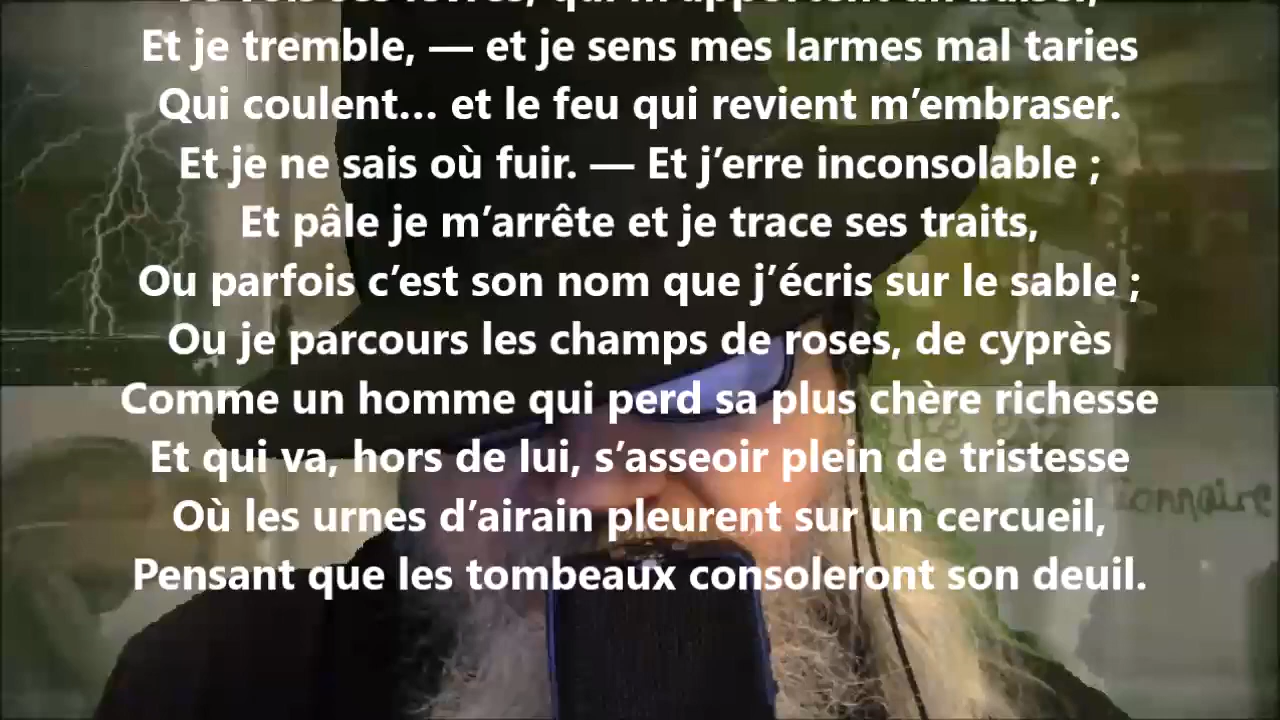 Et je tremble, — et je sens mes larmes mal taries
Qui coulent… et le feu qui revient m’embraser.
Et je ne sais où fuir. — Et j’erre inconsolable ;
Et pâle je m’arrête et je trace ses traits,
Ou parfois c’est son nom que j’écris sur le sable ;
Ou je parcours les champs de roses, de cyprès
Comme un homme qui perd sa plus chère richesse
Et qui va, hors de lui, s’asseoir plein de tristesse
Où les urnes d’airain pleurent sur un cercueil,
Pensant que les tombeaux consoleront son deuil.